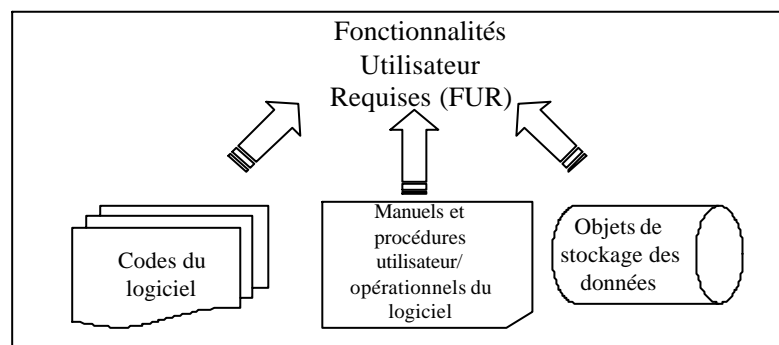 Fonctionnalités
Utilisateur
Requises (FUR)
Codes du
logiciel
Manuels et
procédures
utilisateur/
opérationnels du
logiciel
Objets de
stockage des
données